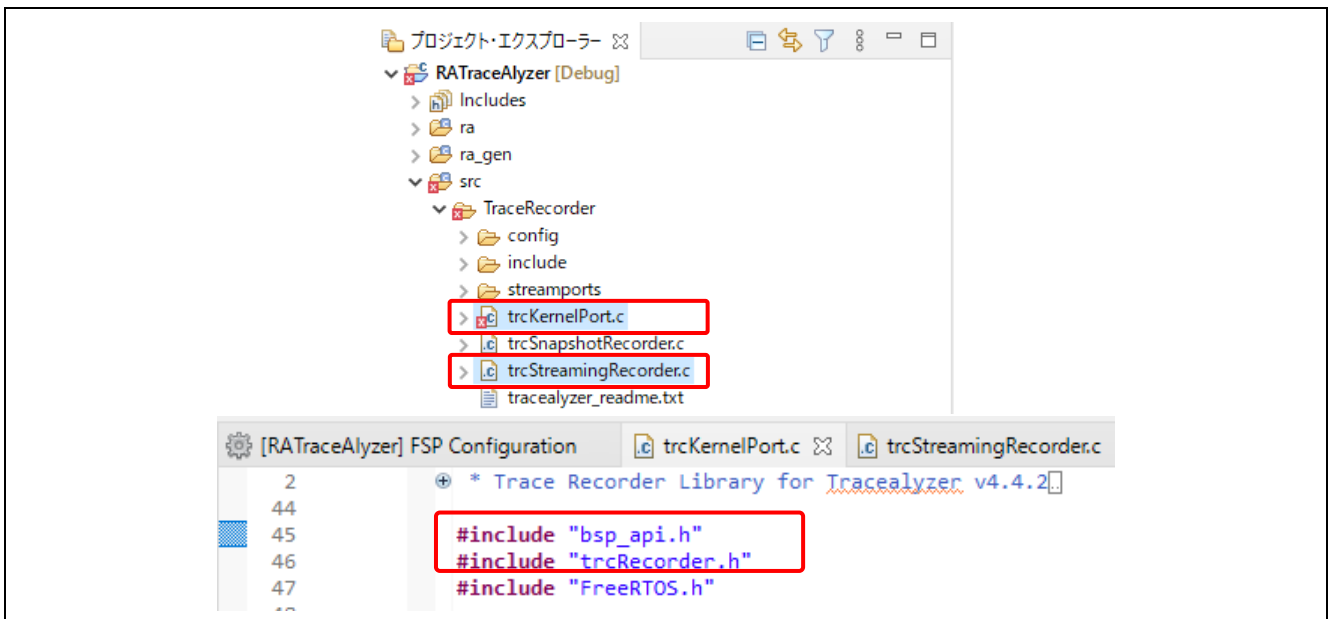 プロジェクト・エクスプローラー
RATraceAlyzer [Debug]
Includes
ra
ra_gen
src
TraceRecorder
config
include
streamports
trcKernelPort.c
trcSnapshotRecorder.c
trcStreamingRecorder.c
tracealyzer_readme.txt
[RATraceAlyzer] FSP Configuration trcKernelPort.c trcStreamingRecorder.c
2 * Trace Recorder Library for Tracealyzer v4.4.2
44
45 #include "bsp_api.h"
46 #include "trcRecorder.h"
47 #include "FreeRTOS.h"